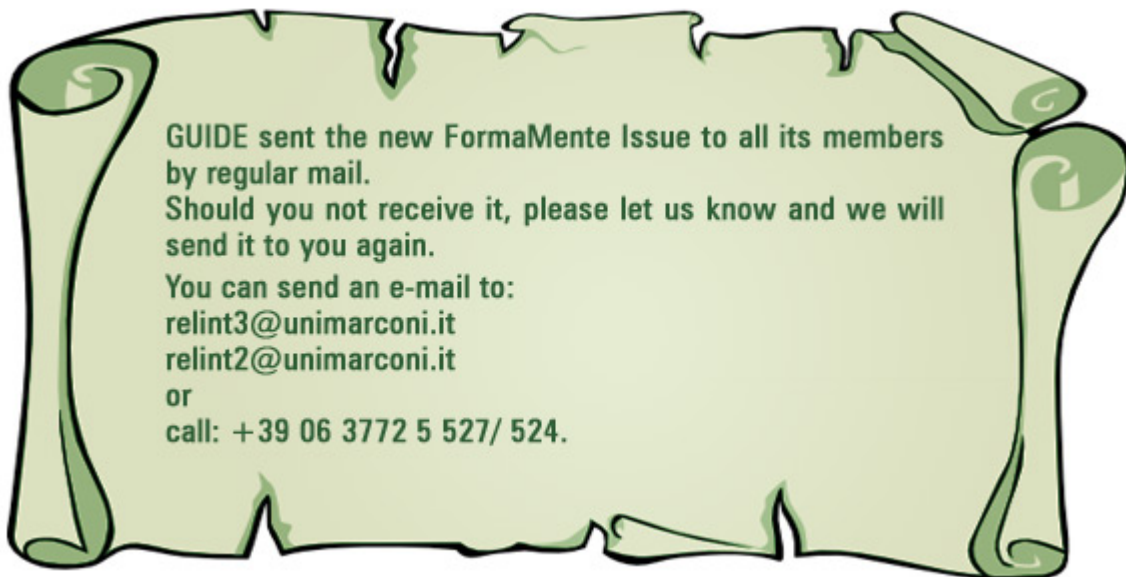 GUIDE sent the new FormaMente Issue to all its members
by regular mail.
Should you not receive it, please let us know and we will
send it to you again.
You can send an e-mail to:
relint3@unimarconi.it
relint2@unimarconi.it
or
call: +39 06 3772 5 527/ 524.